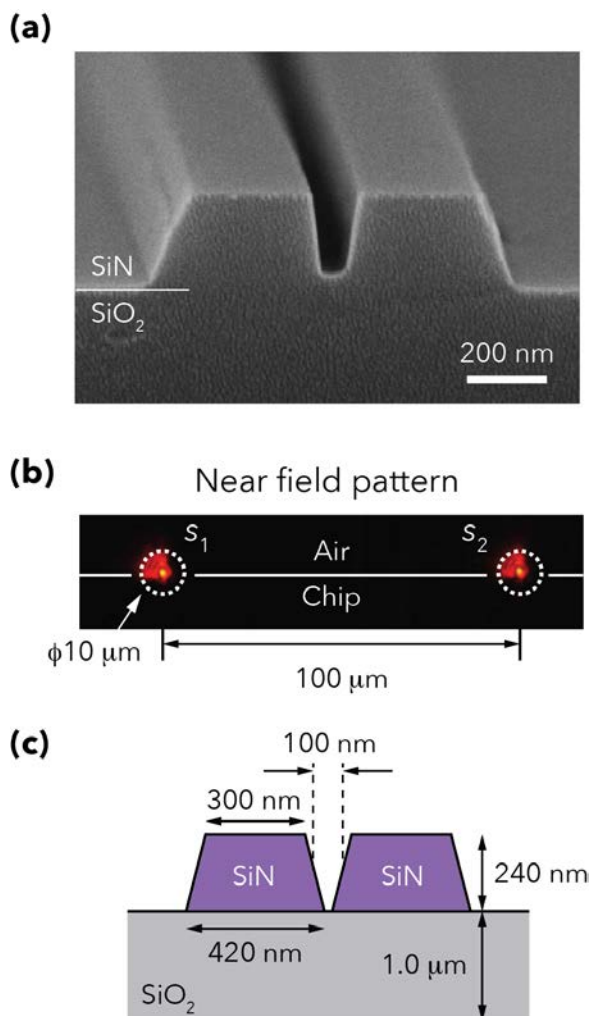 (a)
SiN
SiO₂
200 nm
(b)
Near field pattern
s₁
s₂
Air
Chip
ϕ10 μm
100 μm
(c)
100 nm
300 nm
SiN
SiN
240 nm
420 nm
1.0 μm
SiO₂